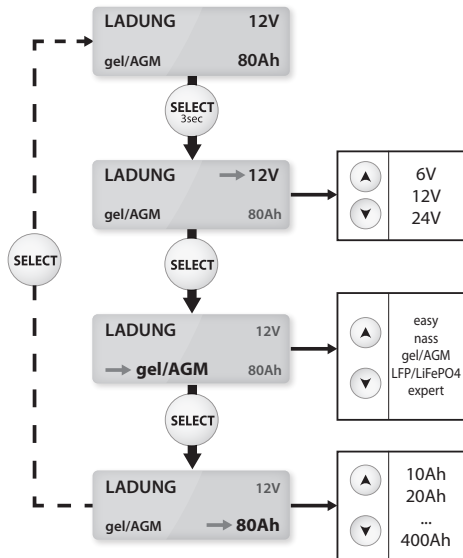 LADUNG 12V
gel/AGM 80Ah
SELECT
3sec
LADUNG 12V
gel/AGM 80Ah
6V
12V
24V
SELECT
SELECT
LADUNG 12V
gel/AGM 80Ah
easy
nass
gel/AGM
LFP/LiFePO4
expert
SELECT
LADUNG 12V
gel/AGM 80Ah
10Ah
20Ah
...
400Ah